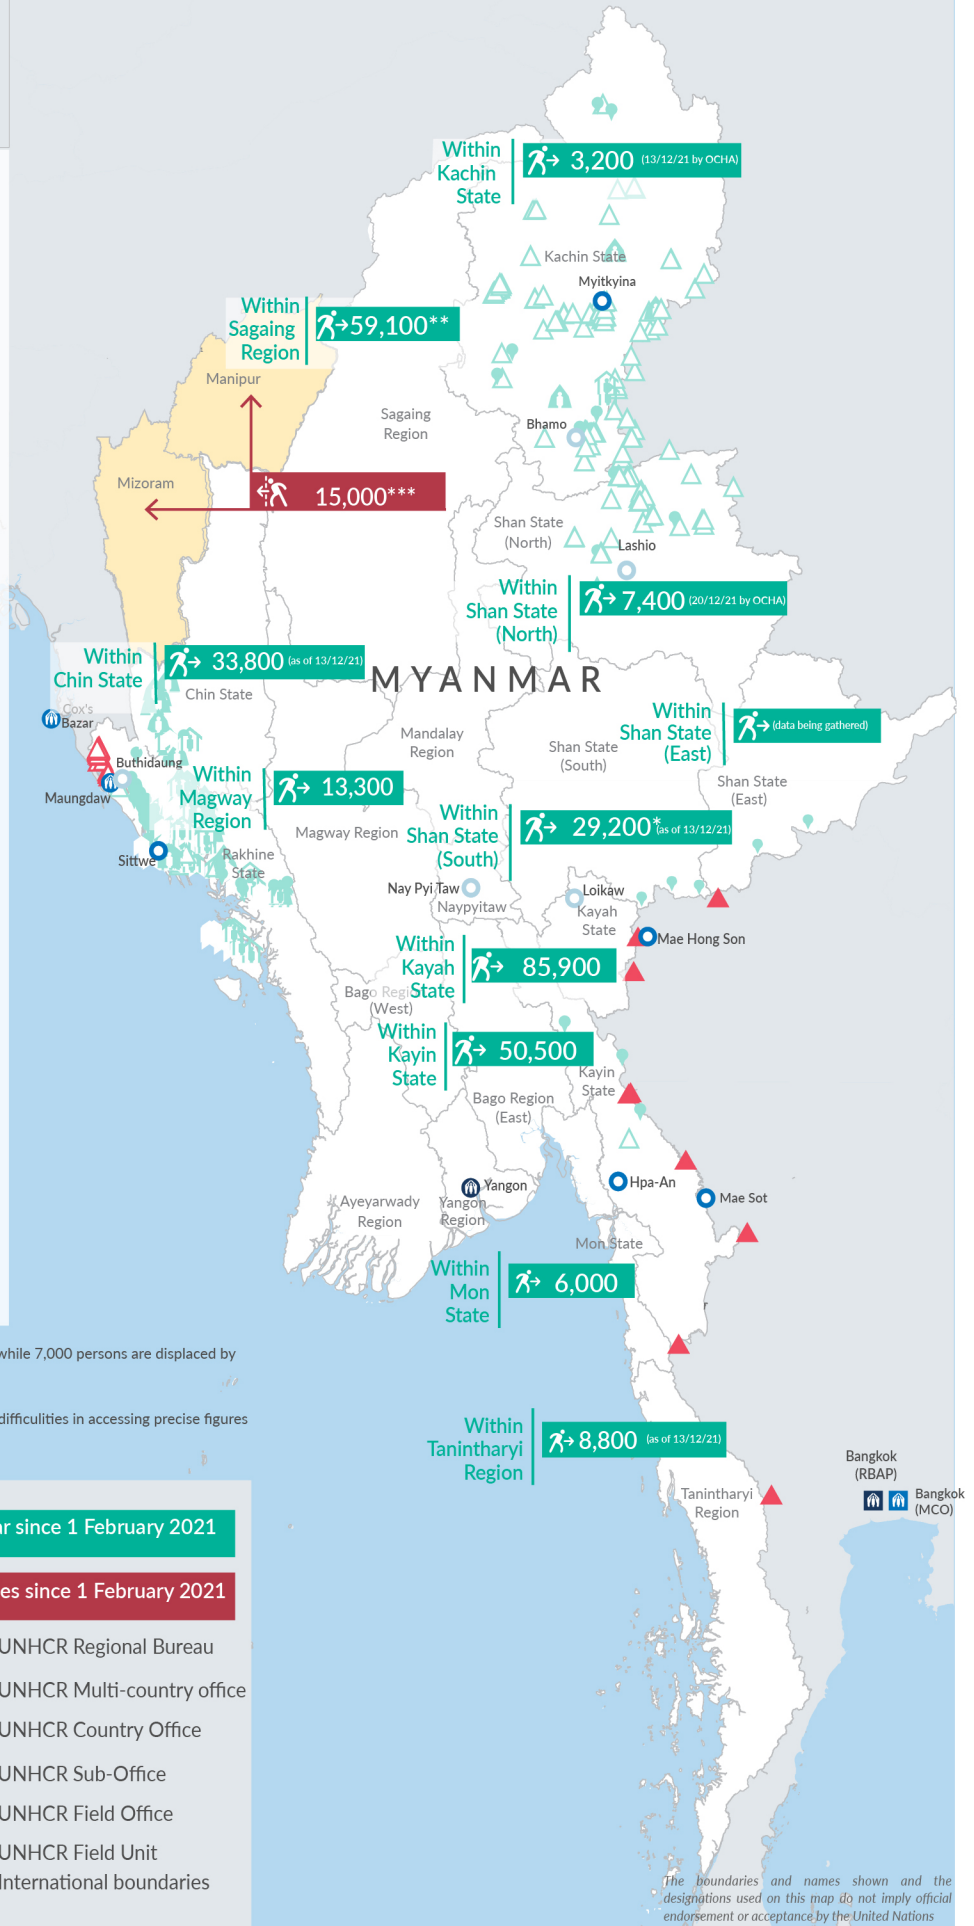 Within
Kachin
State
3,200 (13/12/21 by OCHA)
Kachin State
Myitkyina
Within
Sagaing
Region
59,100**
Manipur
Sagaing
Region
Bhamo
Mizoram
15,000***
Shan State
(North)
Lashio
Within
Shan State
(North)
7,400 (20/12/21 by OCHA)
Within
Chin State
33,800 (as of 13/12/21)
MYANMAR
Chin State
Cox's
Bazar
Within
Shan State
(East)
(data being gathered)
Mandalay
Region
Shan State
(South)
Buthidaung
Maungdaw
Within
Magway
Region
13,300
Shan State
(East)
Within
Shan State
(South)
29,200* (as of 13/12/21)
Magway Region
Sittwe
Rakhine
State
Nay Pyi Taw
Naypyitaw
Loikaw
Kayah
State
Mae Hong Son
Within
Kayah
State
85,900
Bago Region
(West)
Within
Kayin
State
50,500
Kayin
State
Bago Region
(East)
Yangon
Yangon
Region
Hpa-An
Mae Sot
Ayeyarwady
Region
Mon State
Within
Mon
State
6,000
r
while 7,000 persons are displaced by
difficulities in accessing precise figures
Within
Tanintharyi
Region
8,800 (as of 13/12/21)
Bangkok
(RBAP)
Bangkok
(MCO)
Tanintharyi
Region
ar since 1 February 2021
es since 1 February 2021
UNHCR Regional Bureau
UNHCR Multi-country office
UNHCR Country Office
UNHCR Sub-Office
UNHCR Field Office
UNHCR Field Unit
International boundaries
The boundaries and names shown and the
designations used on this map do not imply official
endorsement or acceptance by the United Nations